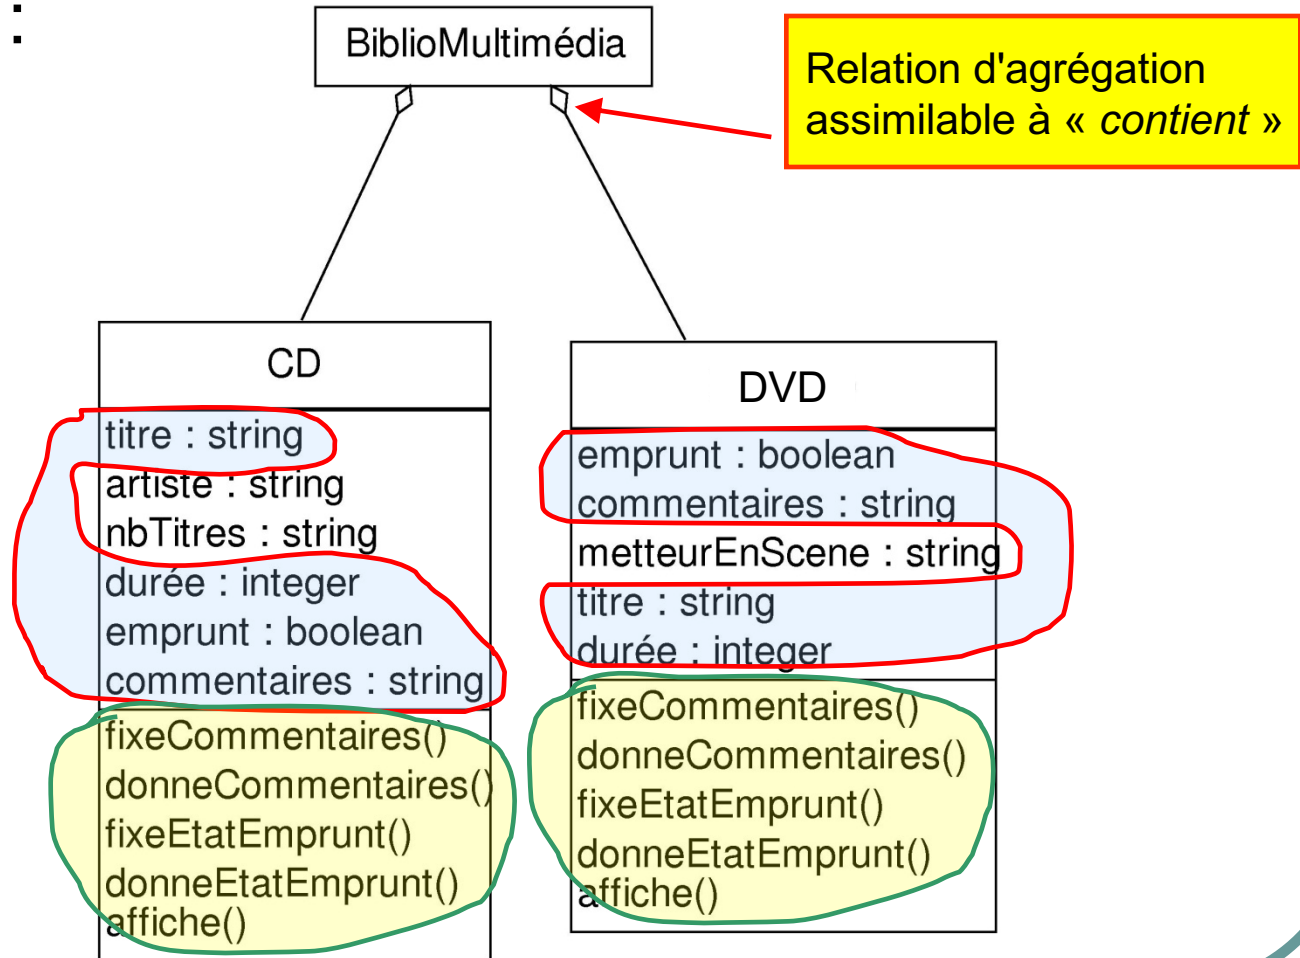 :
BiblioMultimédia
Relation d'agrégation
assimilable à « contient »
CD
titre : string
artiste : string
nbTitres : string
durée : integer
emprunt : boolean
commentaires : string
fixeCommentaires()
donneCommentaires()
fixeEtatEmprunt()
donneEtatEmprunt()
affiche()
DVD
emprunt : boolean
commentaires : string
metteurEnScene : string
titre : string
durée : integer
fixeCommentaires()
donneCommentaires()
fixeEtatEmprunt()
donneEtatEmprunt()
affiche()